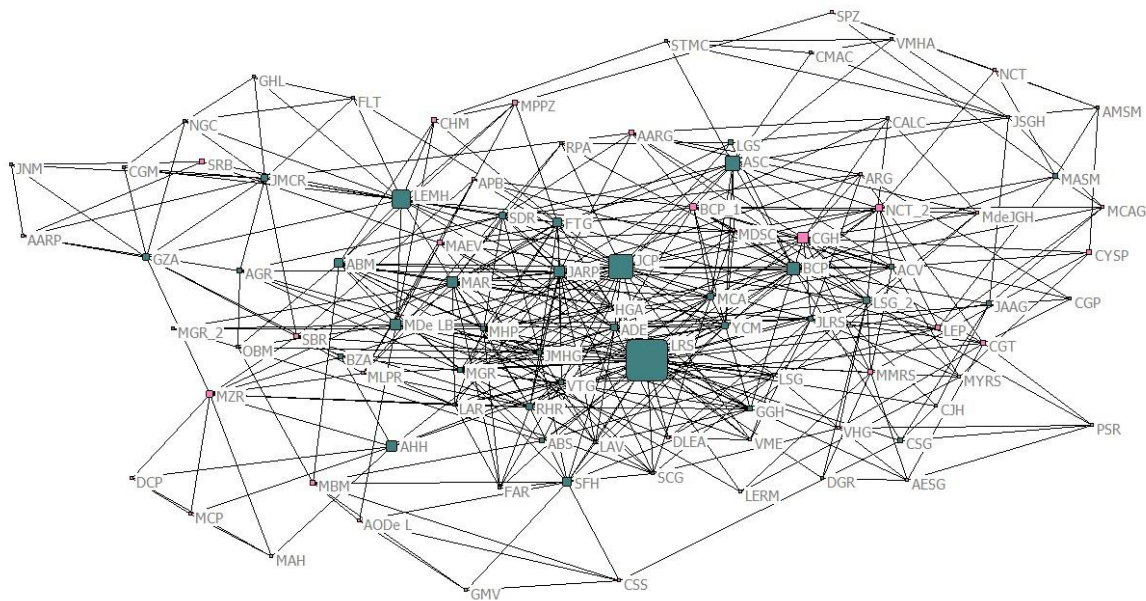 SPZ
STMC
VMHA
CMAC
NCT
GHL
FLT
MPPZ
AMSM
NGC
CHM
CALC
JSGH
AARG
LGS
RPA
ASC
JNM
CGM
SRB
JMCR
APB
ARG
MASM
LEMH
BCP_1
NCT_2
MdeJGH
MCAG
SDR
FTG
MDSC
CGH
AARP
MAEV
CYSP
GZA
ABM
JCP
AGR
JARP
BCP
ACV
MAR
MCA
LSG_2
JAAG
CGP
HGA
MGR_2
MDe LB
MHP
ADE
YCM
JLRS
LEP
SBR
OBM
LRS
CGT
BZA
JMHG
MLPR
MGR
MMRS
MYRS
LSG
VTG
MZR
LAR
RHR
GGH
CJH
AHH
ABS
LAV
DLEA
VME
VHG
CSG
PSR
DCP
MBM
FAR
SFH
SCG
LERM
DGR
AESG
MCP
AODe L
MAH
GMV
CSS